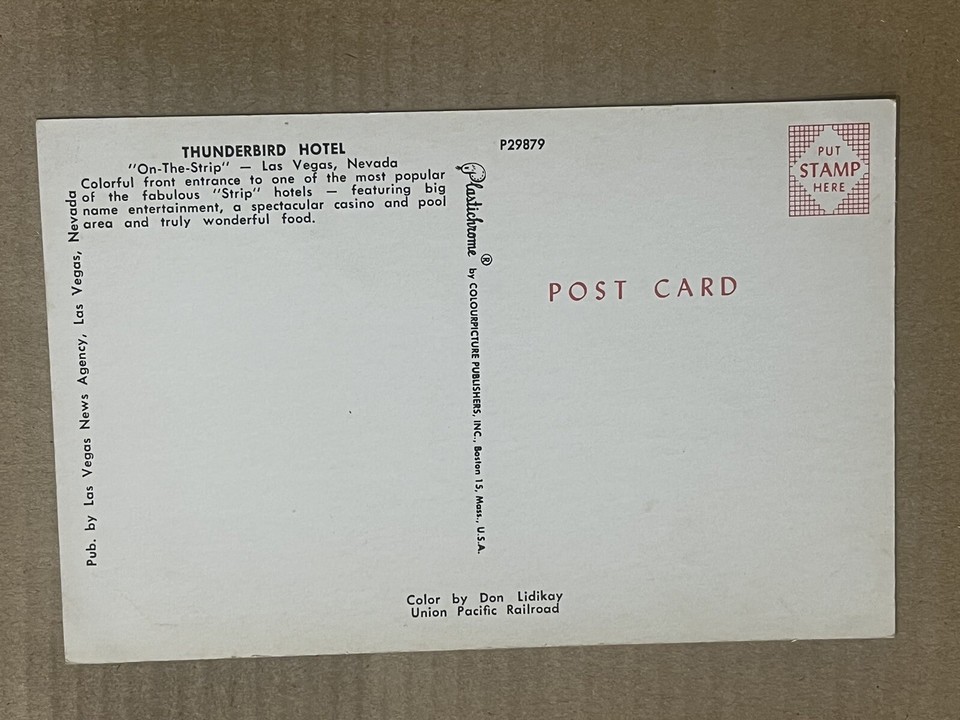 THUNDERBIRD HOTEL
"On-The-Strip" — Las Vegas, Nevada
Colorful front entrance to one of the most popular
of the fabulous "Strip" hotels — featuring big
name entertainment, a spectacular casino and pool
area and truly wonderful food.
Pub. by Las Vegas News Agency, Las Vegas, Nevada
P29879
Plastichrome ® by COLOURPICTURE PUBLISHERS, INC., Boston 15, Mass., U.S.A.
PUT
STAMP
HERE
POST CARD
Color by Don Lidikay
Union Pacific Railroad